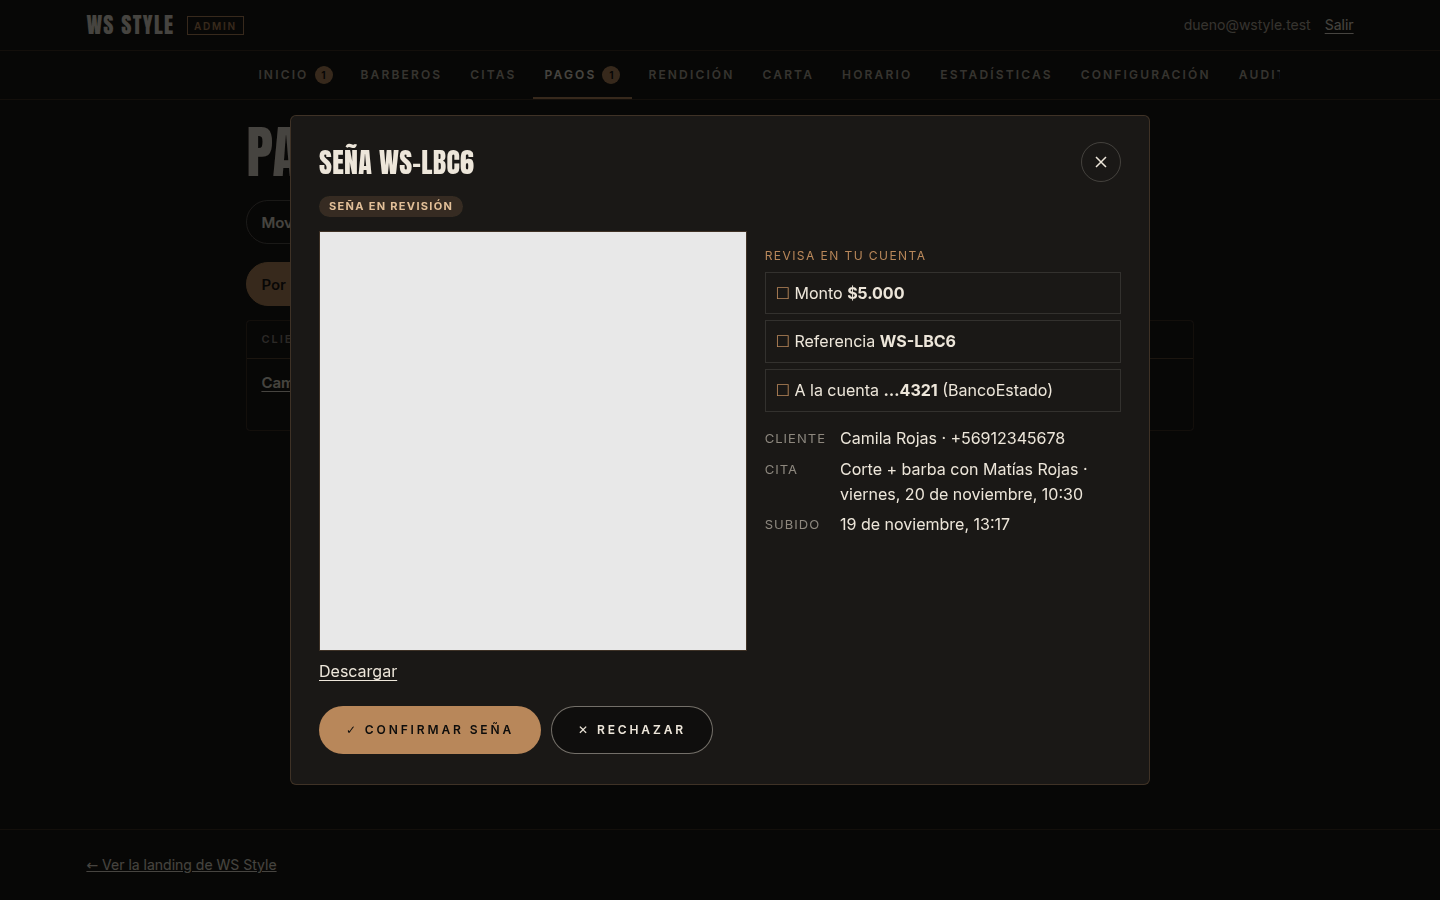 WS STYLE ADMIN dueno@wstyle.test Salir
INICIO 1 BARBEROS CITAS PAGOS 1 RENDICIÓN CARTA HORARIO ESTADÍSTICAS CONFIGURACIÓN
SEÑA WS-LBC6 ✕
SEÑA EN REVISIÓN
Por
REVISA EN TU CUENTA
☐ Monto $5.000
☐ Referencia WS-LBC6
☐ A la cuenta …4321 (BancoEstado)
CLIENTE Camila Rojas · +56912345678
CITA Corte + barba con Matías Rojas ·
viernes, 20 de noviembre, 10:30
SUBIDO 19 de noviembre, 13:17
Descargar
✓ CONFIRMAR SEÑA ✕ RECHAZAR
← Ver la landing de WS Style